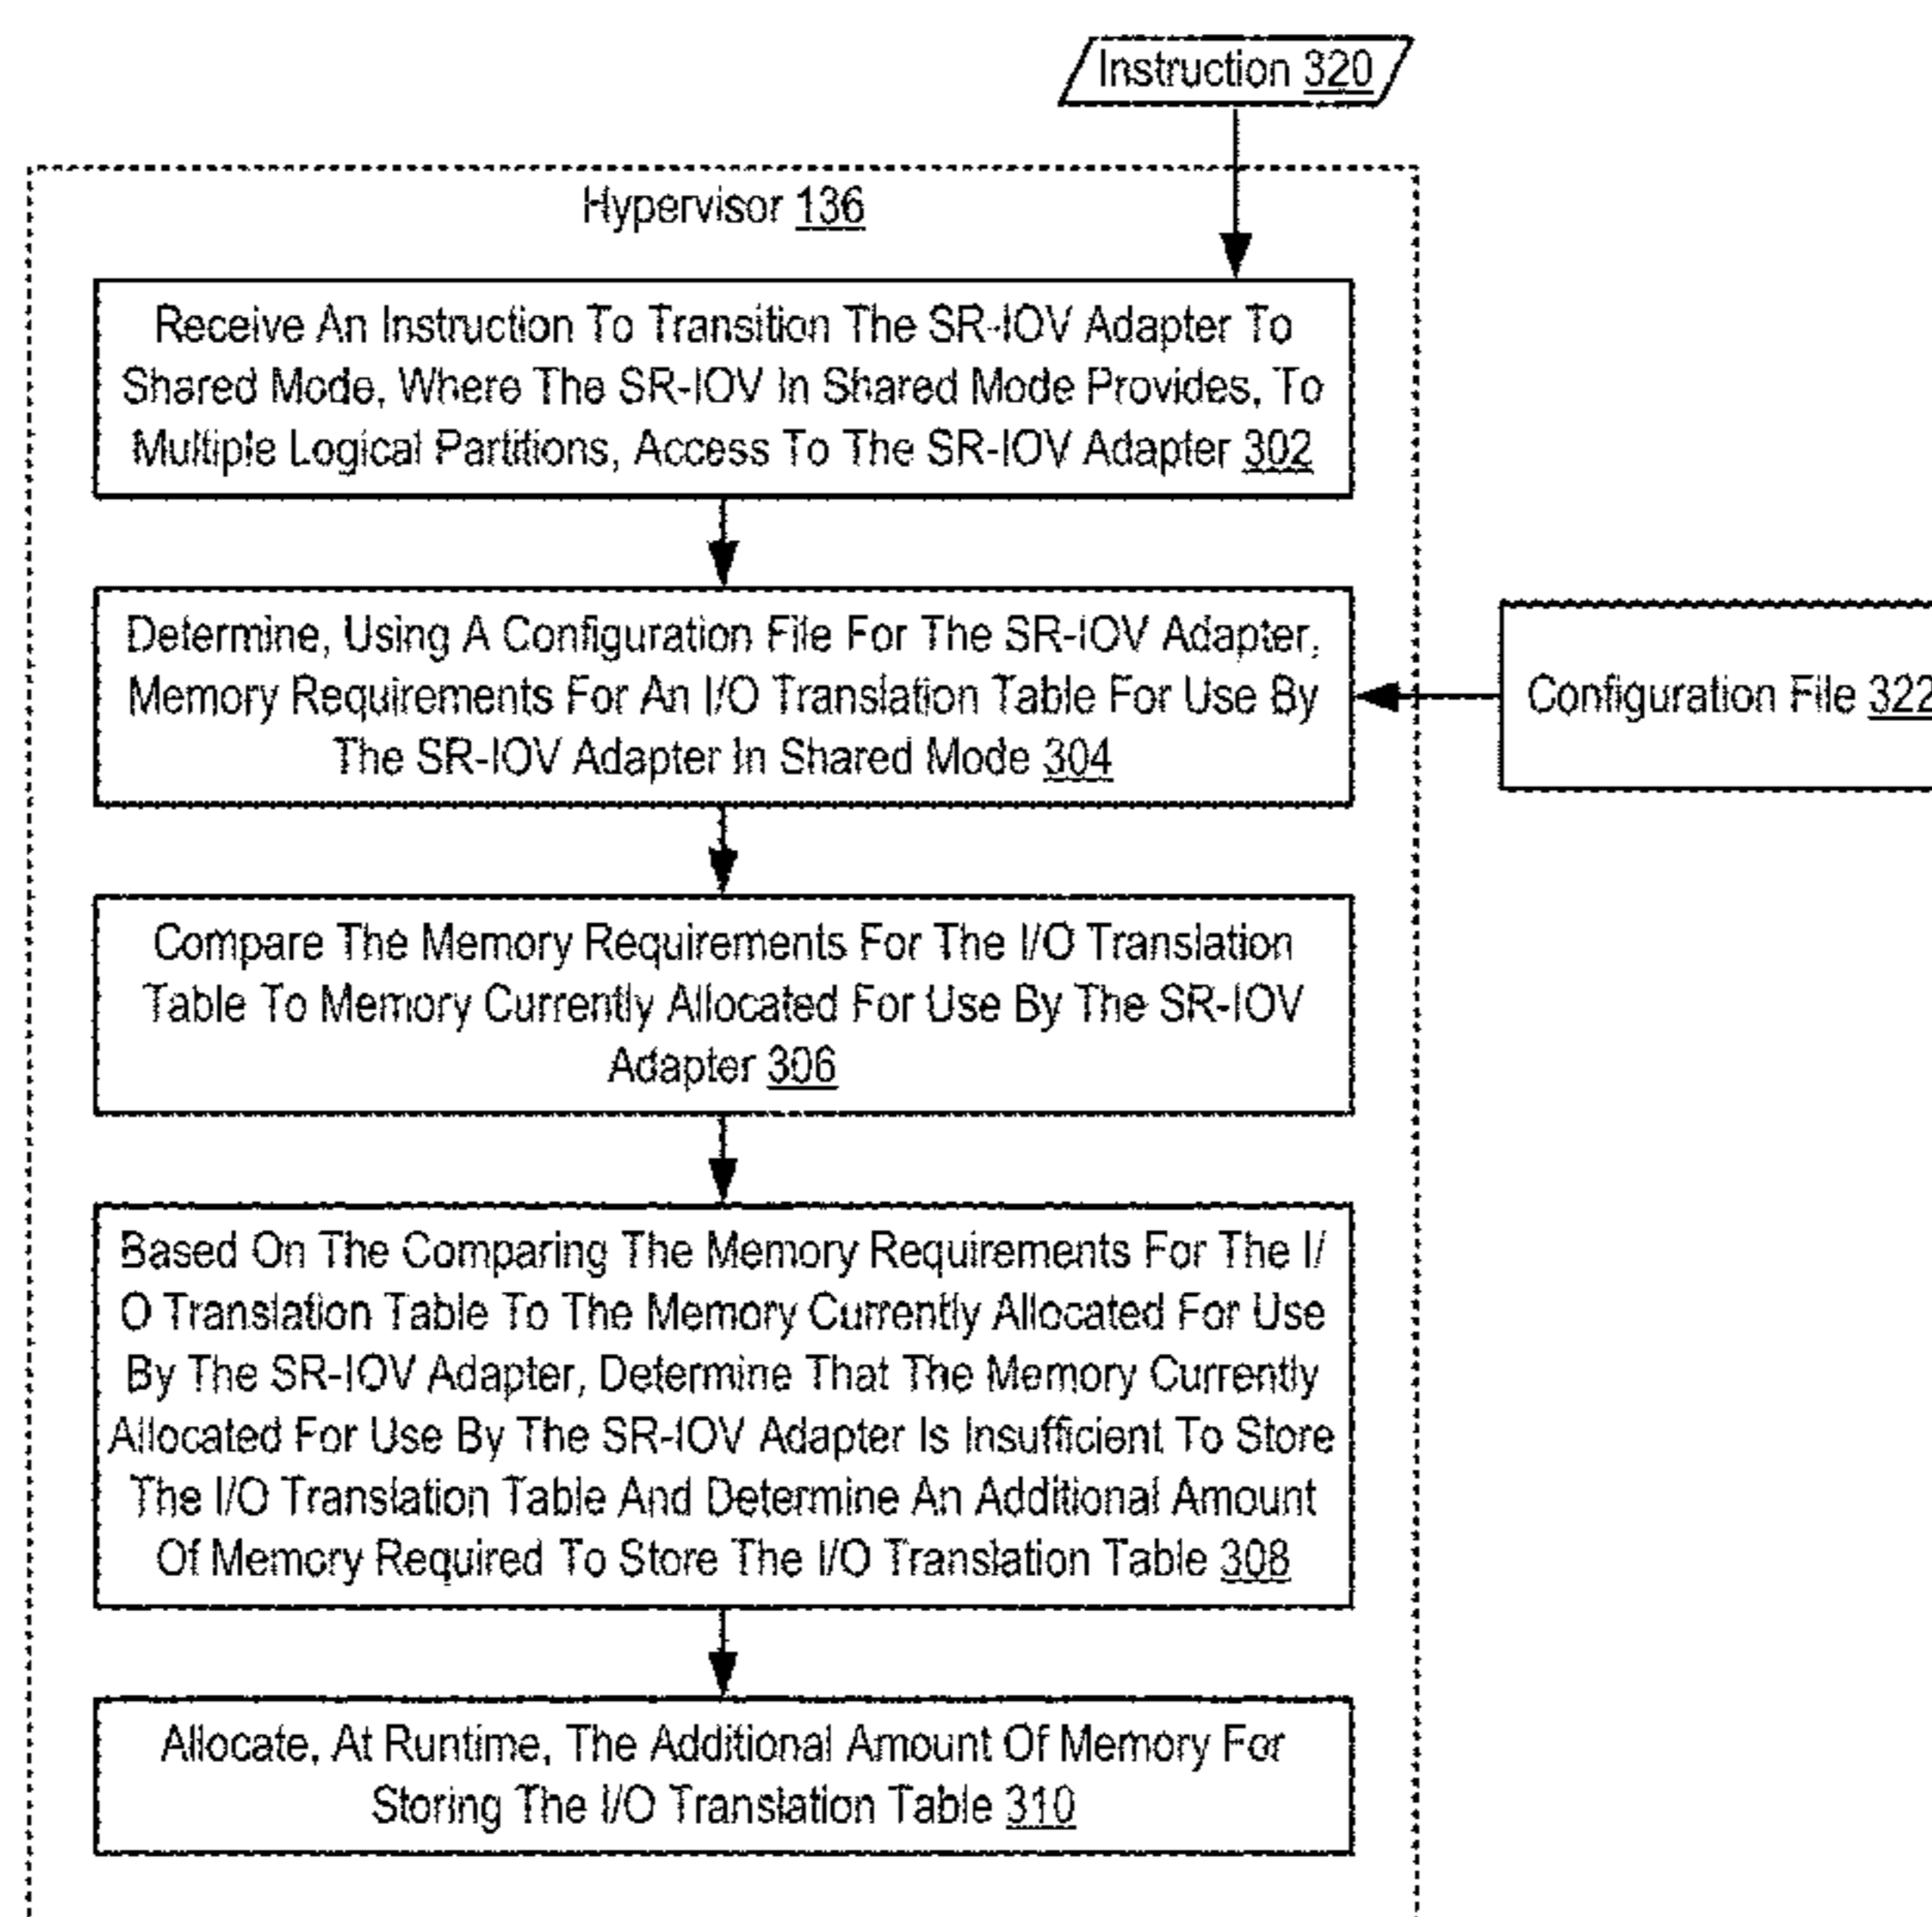 Instruction 320
Hypervisor 136
Receive An Instruction To Transition The SR-IOV Adapter To
Shared Mode, Where The SR-IOV In Shared Mode Provides, To
Multiple Logical Partitions, Access To The SR-IOV Adapter 302
Determine, Using A Configuration File For The SR-IOV Adapter,
Memory Requirements For An I/O Translation Table For Use By
The SR-IOV Adapter In Shared Mode 304
Configuration File 322
Compare The Memory Requirements For The I/O Translation
Table To Memory Currently Allocated For Use By The SR-IOV
Adapter 306
Based On The Comparing The Memory Requirements For The I/
O Translation Table To The Memory Currently Allocated For Use
By The SR-IOV Adapter, Determine That The Memory Currently
Allocated For Use By The SR-IOV Adapter Is Insufficient To Store
The I/O Translation Table And Determine An Additional Amount
Of Memory Required To Store The I/O Translation Table 308
Allocate, At Runtime, The Additional Amount Of Memory For
Storing The I/O Translation Table 310